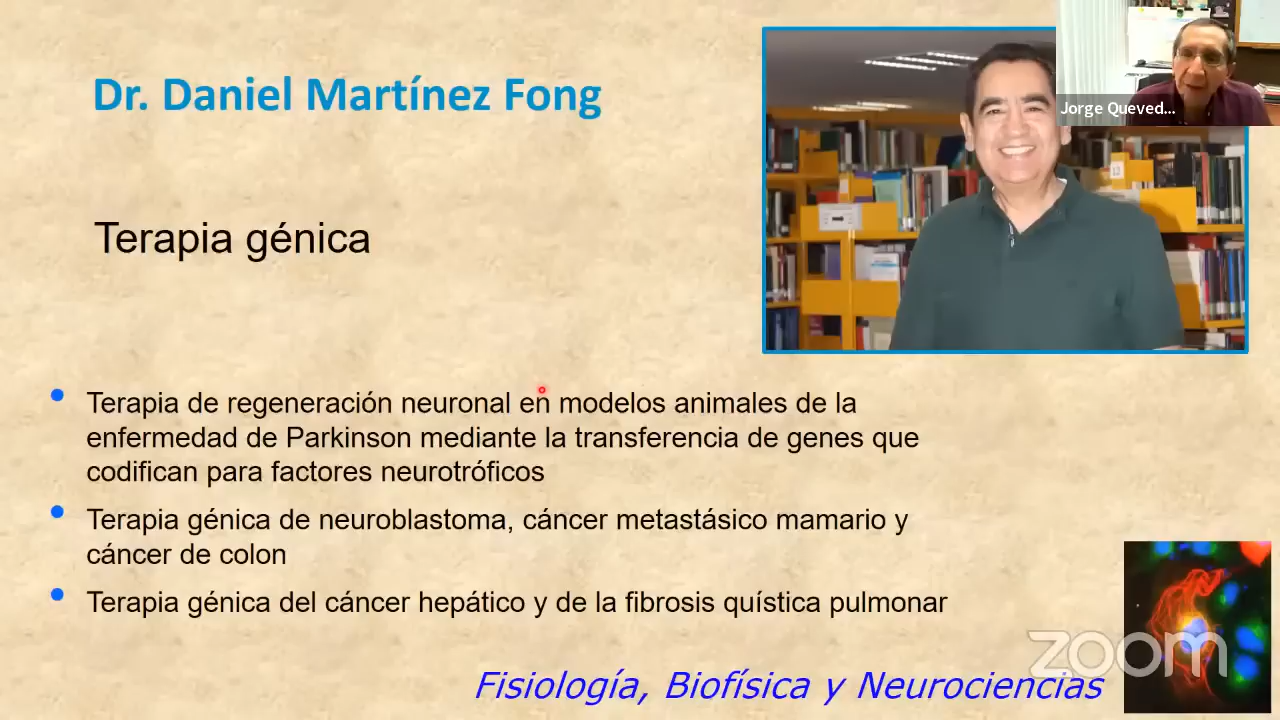 Dr. Daniel Martínez Fong
Jorge Queved...
Terapia génica
Terapia de regeneración neuronal en modelos animales de la
enfermedad de Parkinson mediante la transferencia de genes que
codifican para factores neurotróficos
Terapia génica de neuroblastoma, cáncer metastásico mamario y
cáncer de colon
Terapia génica del cáncer hepático y de la fibrosis quística pulmonar
zoom
Fisiología, Biofísica y Neurociencias